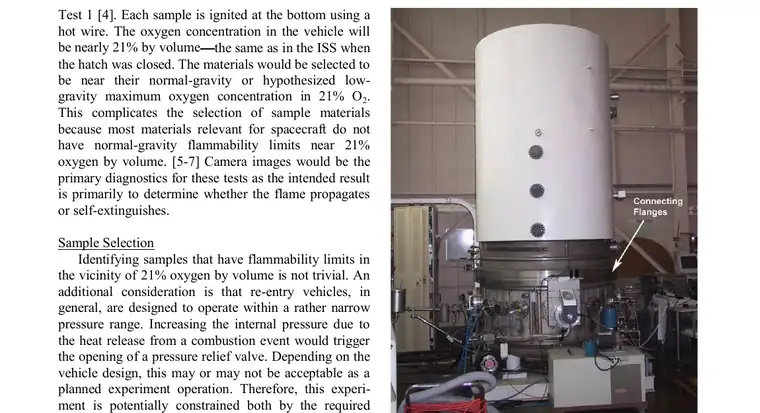 Test 1 [4]. Each sample is ignited at the bottom using a
hot wire. The oxygen concentration in the vehicle will
be nearly 21% by volume—the same as in the ISS when
the hatch was closed. The materials would be selected to
be near their normal-gravity or hypothesized low-
gravity maximum oxygen concentration in 21% O₂.
This complicates the selection of sample materials
because most materials relevant for spacecraft do not
have normal-gravity flammability limits near 21%
oxygen by volume. [5-7] Camera images would be the
primary diagnostics for these tests as the intended result
is primarily to determine whether the flame propagates
or self-extinguishes.
Sample Selection
Identifying samples that have flammability limits in
the vicinity of 21% oxygen by volume is not trivial. An
additional consideration is that re-entry vehicles, in
general, are designed to operate within a rather narrow
pressure range. Increasing the internal pressure due to
the heat release from a combustion event would trigger
the opening of a pressure relief valve. Depending on the
vehicle design, this may or may not be acceptable as a
planned experiment operation. Therefore, this experi-
ment is potentially constrained both by the required
Connecting
Flanges